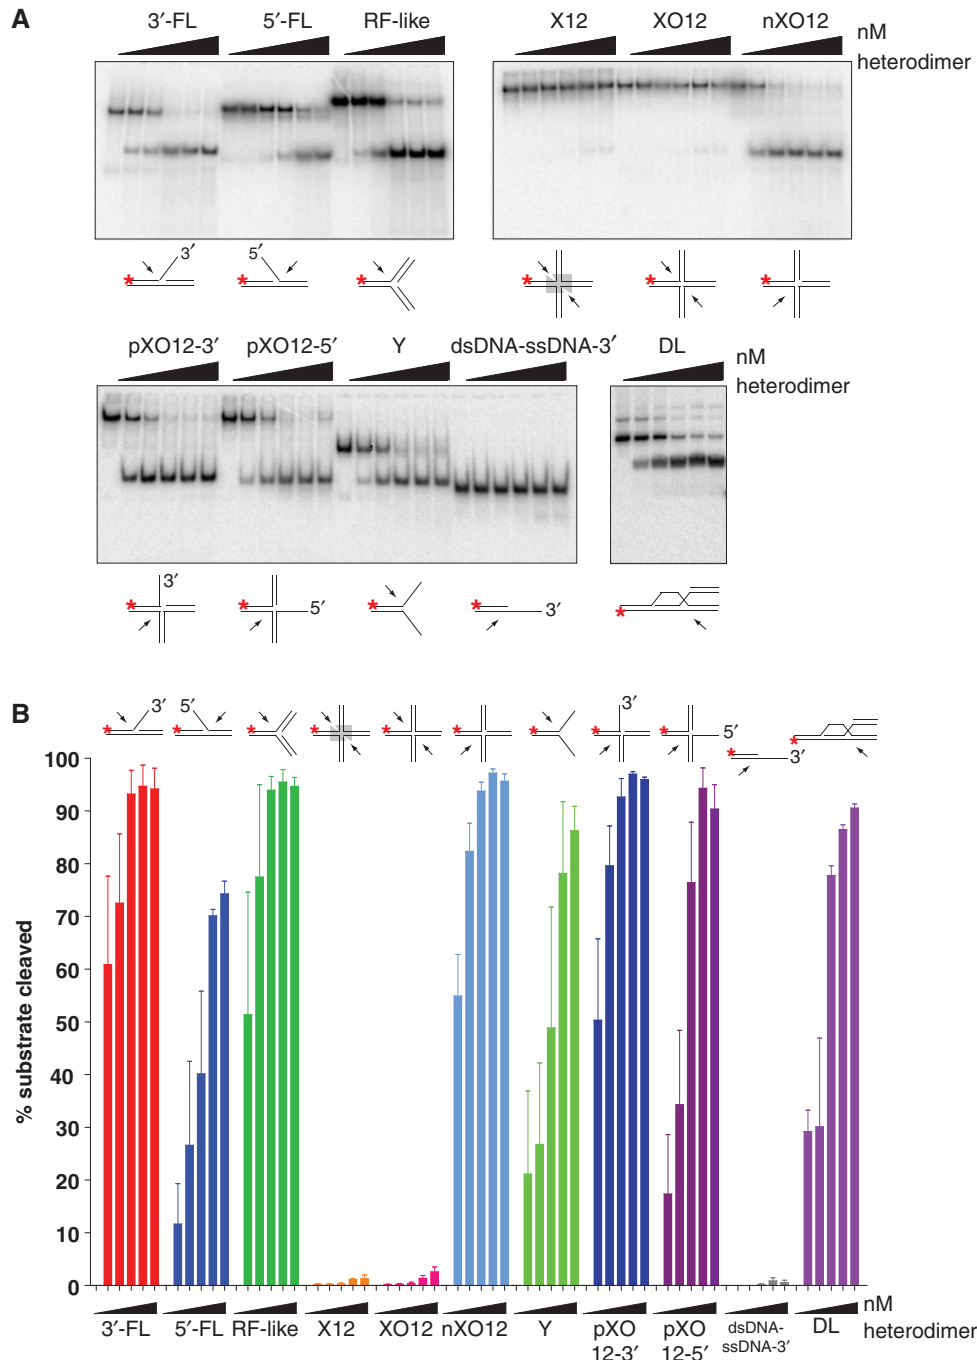 A
3′-FL 5′-FL RF-like X12 XO12 nXO12 nM
heterodimer
3′ 5′
* * * * * *
pXO12-3′ pXO12-5′ Y dsDNA-ssDNA-3′ DL nM
heterodimer
3′
* * 5′ * * 3′ *
B
3′ 5′ 3′
* * * * * * * * * 5′ * 3′ *
100
90
80
70
60
50
40
30
20
10
0
% substrate cleaved
nM
heterodimer
3′-FL 5′-FL RF-like X12 XO12 nXO12 Y pXO pXO dsDNA- DL
12-3′ 12-5′ ssDNA-3′